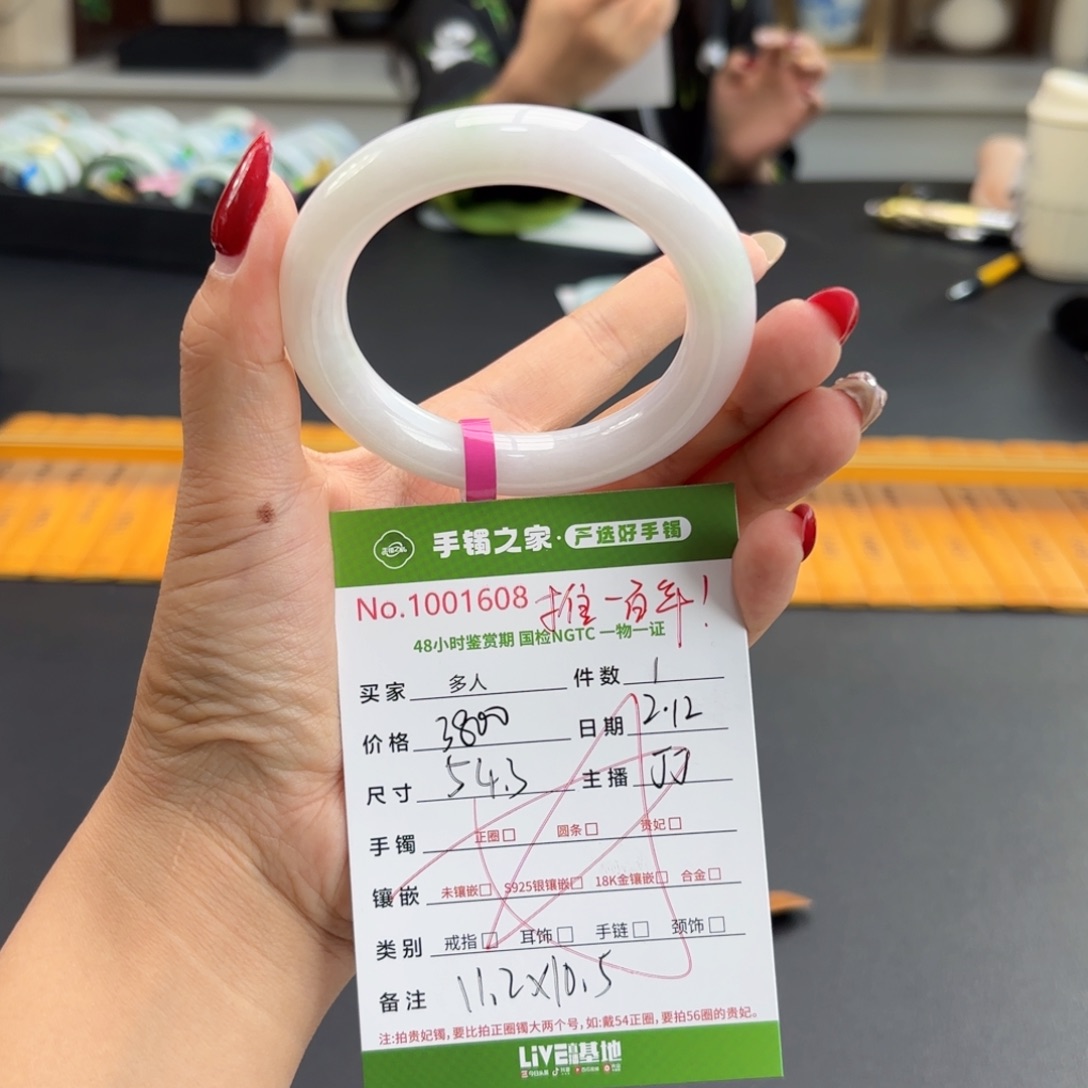 手镯之家·严选好手镯
No.1001608 推一百年!
48小时鉴赏期 国检NGTC 一物一证
买家 多人 件数 1
价格 3800 日期 12.12
尺寸 54.3 主播 JJ
手镯 正圈□ 圆条□ 贵妃□
镶嵌 未镶嵌□ S925银镶嵌□ 18K金镶嵌□ 合金□
类别 戒指□ 耳饰□ 手链□ 颈饰□
备注 11.2×10.5
注:拍贵妃镯,要比拍正圈镯大两个号,如:戴54正圈,要拍56圈的贵妃。
LiVE直播基地